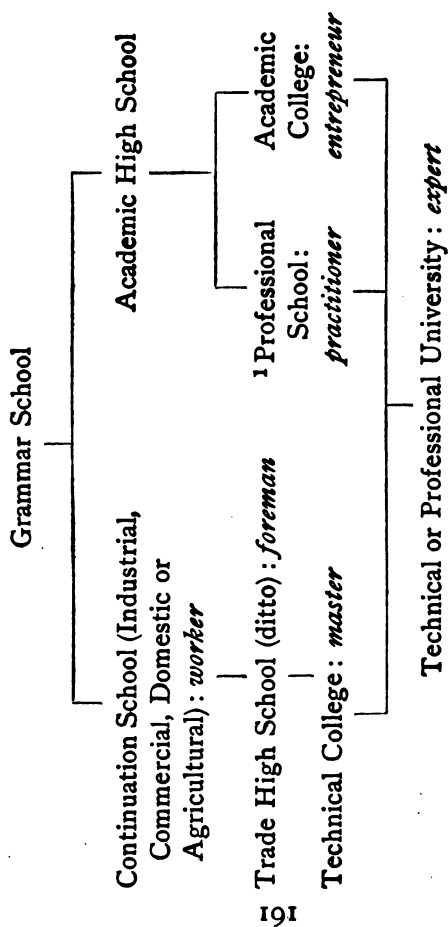 Grammar School
Continuation School (Industrial,
Commercial, Domestic or
Agricultural) : worker
Trade High School (ditto) : foreman
Technical College : master
Academic High School
¹ Professional
School :
practitioner
Academic
College:
entrepreneur
Technical or Professional University : expert
161